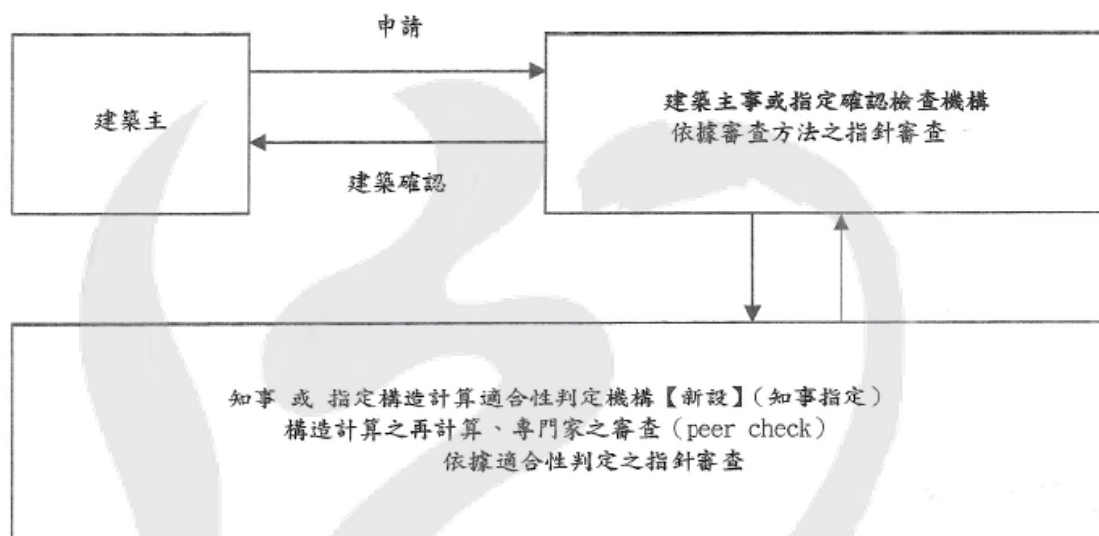 申請
建築主
建築主事或指定確認檢查機構
依據審查方法之指針審查
建築確認
知事 或 指定構造計算適合性判定機構【新設】(知事指定)
構造計算之再計算、專門家之審查(peer check)
依據適合性判定之指針審查